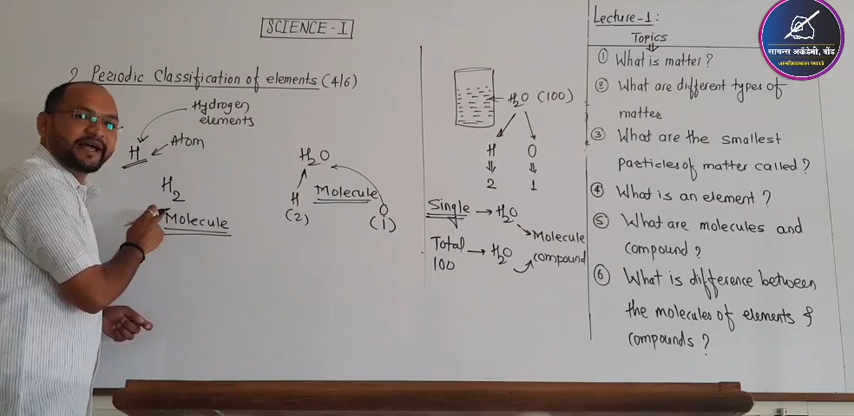 SCIENCE-I
2. Periodic Classification of elements (4/6)
Hydrogen
elements
H
Atom
H2
Molecule
H2O
H
(2)
Molecule
O
(1)
H2O (100)
H O
2 1
Single → H2O
Total → H2O
100
Molecule
compound
Lecture-1:
Topics
① What is matter?
② What are different types of
matter
③ What are the smallest
particles of matter called?
④ What is an element?
⑤ What are molecules and
compound?
⑥ What is difference between
the molecules of elements &
compounds?
सायन्स अकॅडेमी, बोंड